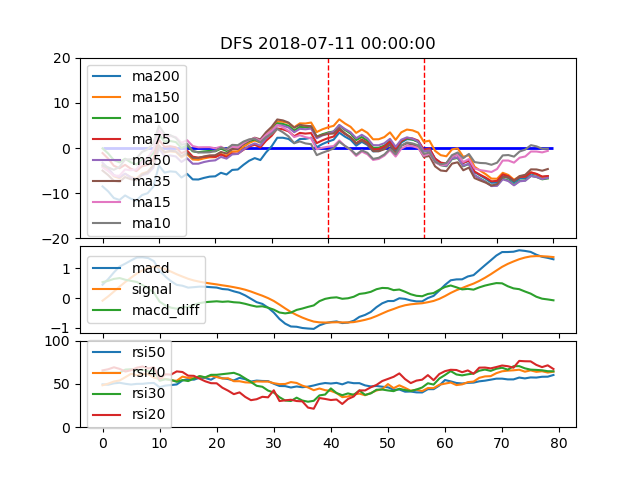 DFS 2018-07-11 00:00:00
20
10
0
−10
−20
ma200
ma150
ma100
ma75
ma50
ma35
ma15
ma10
1
0
−1
macd
signal
macd_diff
100
50
0
rsi50
rsi40
rsi30
rsi20
0 10 20 30 40 50 60 70 80